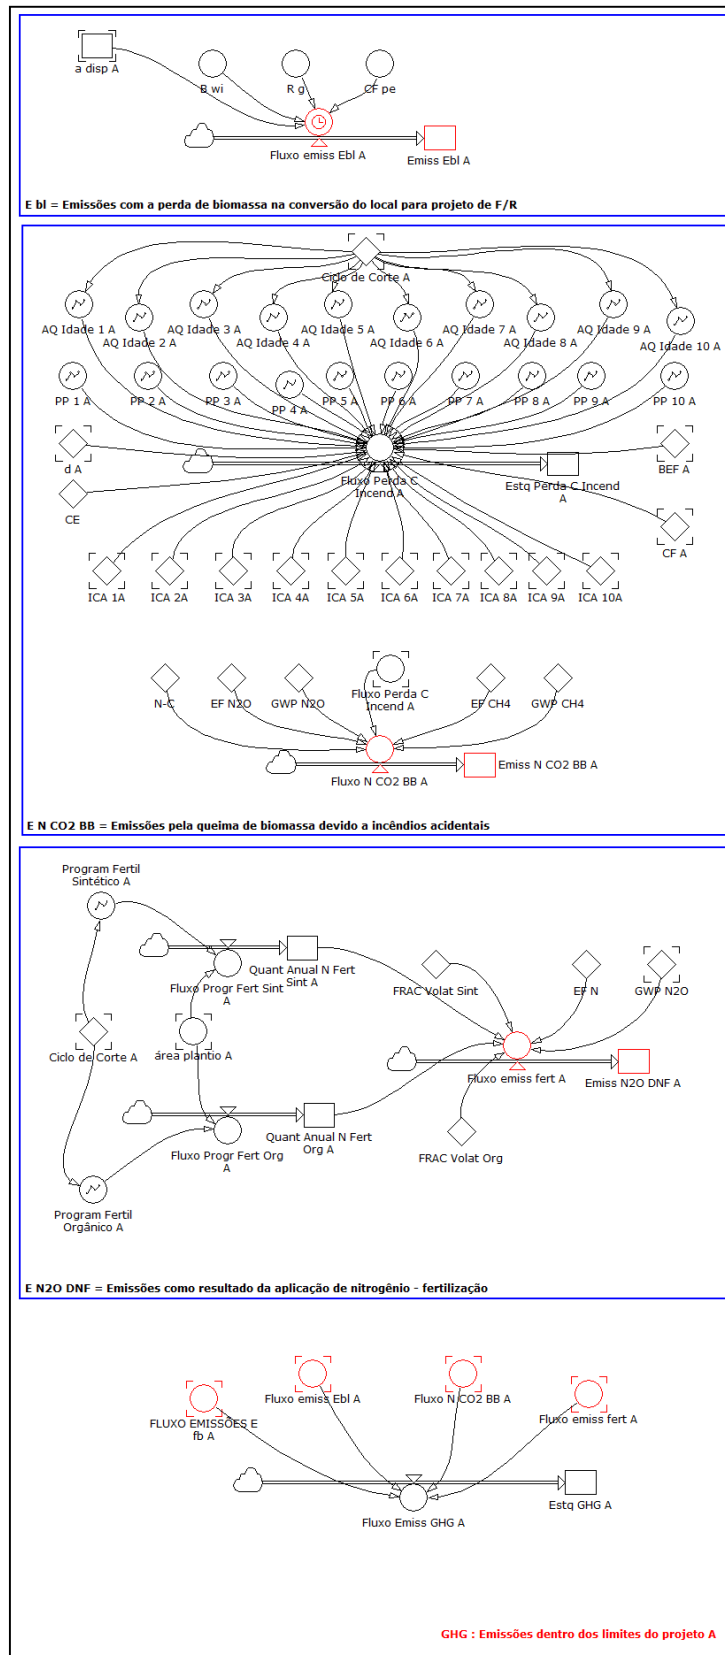 a disp A
B wi
R g
CF pe
Fluxo emiss Ebl A
Emiss Ebl A
E bl = Emissões com a perda de biomassa na conversão do local para projeto de F/R
Ciclo de Corte A
AQ Idade 1 A
AQ Idade 2 A
AQ Idade 3 A
AQ Idade 4 A
AQ Idade 5 A
AQ Idade 6 A
AQ Idade 7 A
AQ Idade 8 A
AQ Idade 9 A
AQ Idade 10 A
PP 1 A
PP 2 A
PP 3 A
PP 4 A
PP 5 A
PP 6 A
PP 7 A
PP 8 A
PP 9 A
PP 10 A
d A
Fluxo Perda C
Incend A
Estq Perda C Incend
A
BEF A
CE
CF A
ICA 1A
ICA 2A
ICA 3A
ICA 4A
ICA 5A
ICA 6A
ICA 7A
ICA 8A
ICA 9A
ICA 10A
N-C
EF N2O
GWP N2O
Fluxo Perda C
Incend A
EF CH4
GWP CH4
Fluxo N CO2 BB A
Emiss N CO2 BB A
E N CO2 BB = Emissões pela queima de biomassa devido a incêndios acidentais
Program Fertil
Sintético A
Fluxo Progr Fert Sint
A
Quant Anual N Fert
Sint A
FRAC Volat Sint
EF N
GWP N2O
Ciclo de Corte A
área plantio A
Fluxo emiss fert A
Emiss N2O DNF A
Fluxo Progr Fert Org
A
Quant Anual N Fert
Org A
FRAC Volat Org
Program Fertil
Orgânico A
E N2O DNF = Emissões como resultado da aplicação de nitrogênio - fertilização
FLUXO EMISSÕES E
fb A
Fluxo emiss Ebl A
Fluxo N CO2 BB A
Fluxo emiss fert A
Fluxo Emiss GHG A
Estq GHG A
GHG : Emissões dentro dos limites do projeto A